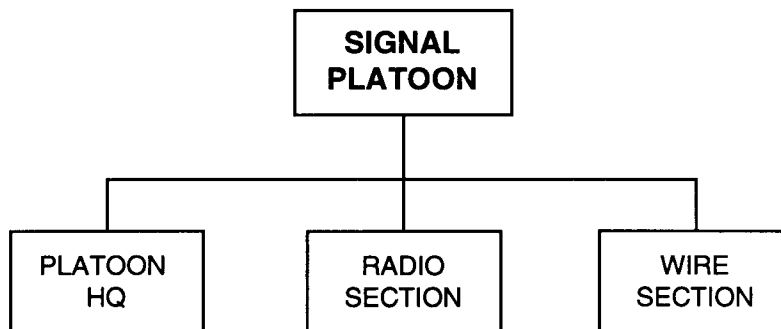 SIGNAL
PLATOON
PLATOON
HQ
RADIO
SECTION
WIRE
SECTION